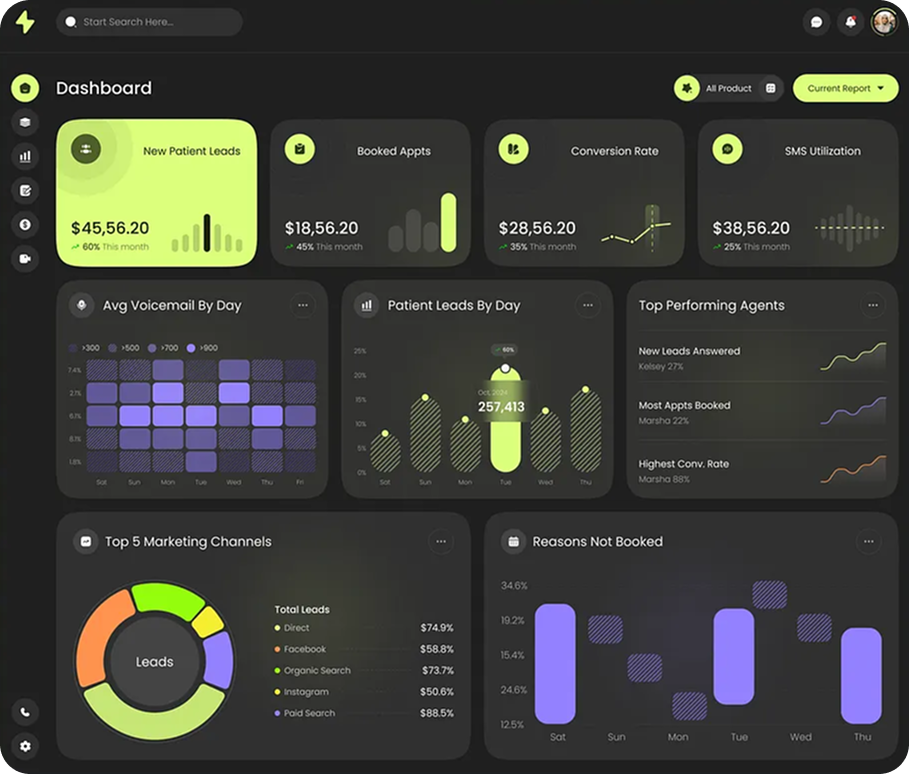 Start Search Here...
Dashboard
All Product
Current Report
New Patient Leads
$45,56.20
60% This month
Booked Appts
$18,56.20
45% This month
Conversion Rate
$28,56.20
35% This month
SMS Utilization
$38,56.20
25% This month
Avg Voicemail By Day
>300 >500 >700 >900
7.4%
2.1%
6.1%
8.1%
1.8%
Sat Sun Mon Tue Wed Thu Fri
Patient Leads By Day
25%
20%
15%
10%
5%
0%
60%
Oct, 2024
257,413
Sat Sun Mon Tue Wed Thu
Top Performing Agents
New Leads Answered
Kelsey 27%
Most Appts Booked
Marsha 22%
Highest Conv. Rate
Marsha 88%
Top 5 Marketing Channels
Leads
Total Leads
Direct $74.9%
Facebook $58.8%
Organic Search $73.7%
Instagram $50.6%
Paid Search $88.5%
Reasons Not Booked
34.6%
19.2%
15.4%
24.6%
12.5%
Sat Sun Mon Tue Wed Thu